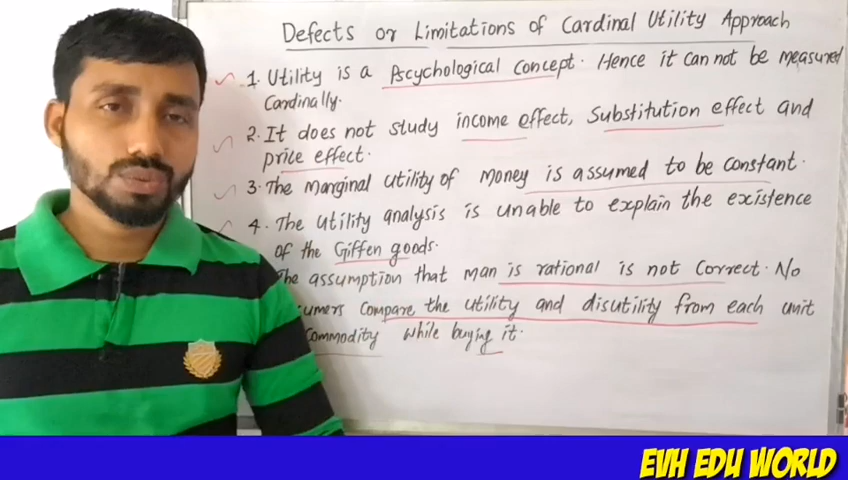 Defects or Limitations of Cardinal Utility Approach
1. Utility is a Pscychological concept. Hence it can not be measured
Cardinally.
2. It does not study income effect, Substitution effect and
price effect.
3. The marginal utility of money is assumed to be constant.
4. The utility analysis is unable to explain the existence
of the Giffen goods.
The assumption that man is rational is not correct. No
compare the utility and disutility from each unit
commodity while buying it.
EVH EDU WORLD